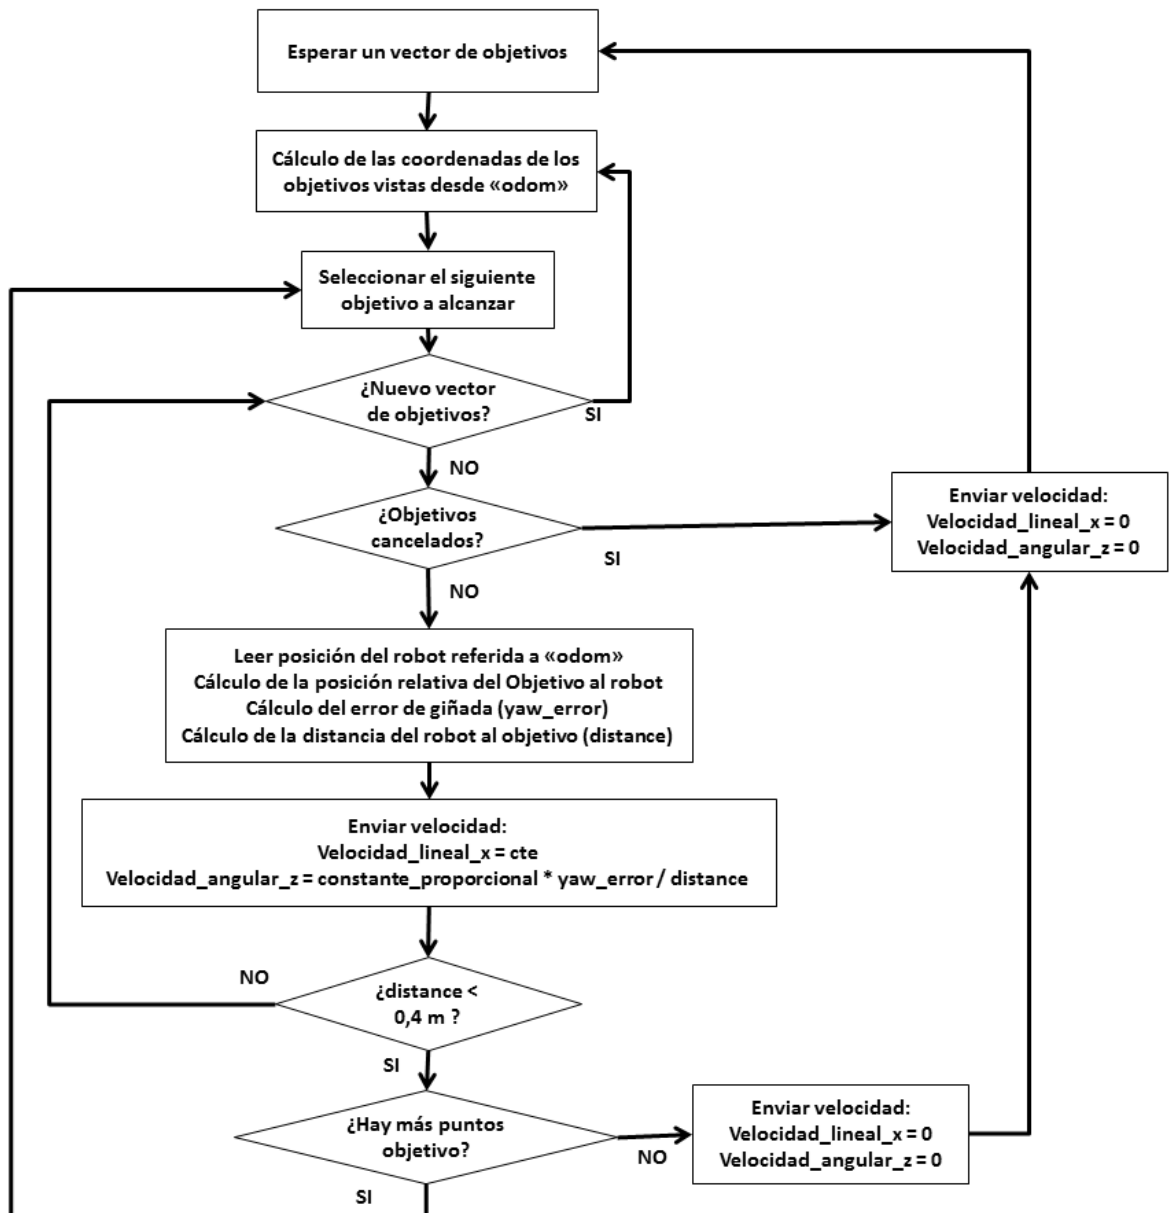 Esperar un vector de objetivos
Cálculo de las coordenadas de los
objetivos vistas desde «odom»
Seleccionar el siguiente
objetivo a alcanzar
¿Nuevo vector
de objetivos?
SI
NO
¿Objetivos
cancelados?
SI
NO
Enviar velocidad:
Velocidad_lineal_x = 0
Velocidad_angular_z = 0
Leer posición del robot referida a «odom»
Cálculo de la posición relativa del Objetivo al robot
Cálculo del error de giñada (yaw_error)
Cálculo de la distancia del robot al objetivo (distance)
Enviar velocidad:
Velocidad_lineal_x = cte
Velocidad_angular_z = constante_proporcional * yaw_error / distance
NO
¿distance <
0,4 m ?
SI
¿Hay más puntos
objetivo?
NO
SI
Enviar velocidad:
Velocidad_lineal_x = 0
Velocidad_angular_z = 0